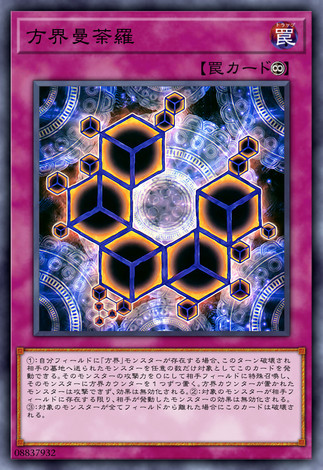 方界曼荼羅
トラップ
罠
【罠カード】
①：自分フィールドに「方界」モンスターが存在する場合、このターン破壊され
相手の墓地へ送られたモンスターを任意の数だけ対象としてこのカードを発
動できる。そのモンスターの攻撃力を０にして相手フィールドに特殊召喚し、
そのモンスターに方界カウンターを１つずつ置く。方界カウンターが置かれた
モンスターは攻撃できず、効果は無効化される。②：対象のモンスターが相手フ
ィールドに存在する限り、相手が発動したモンスターの効果は無効化される。
③：対象のモンスターが全てフィールドから離れた場合にこのカードは破壊さ
れる。
08837932